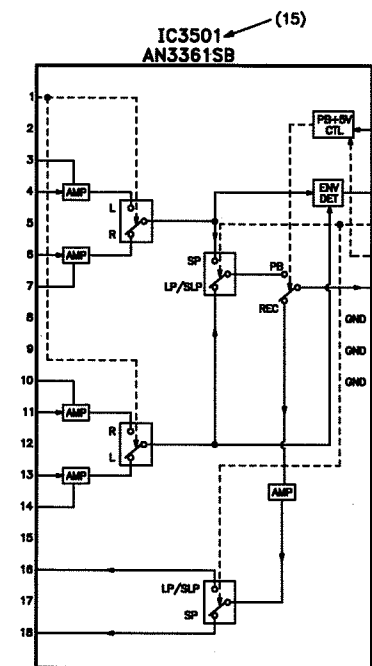 (15)
IC3501
AN3361SB
1
2
PB+5V
CTL
3
4
AMP
ENV
DET
L
5
R
6
AMP
SP
PB
7
LP/SLP
8
REC
GND
9
GND
10
GND
11
AMP
R
12
L
13
AMP
AMP
14
15
16
LP/SLP
17
SP
18